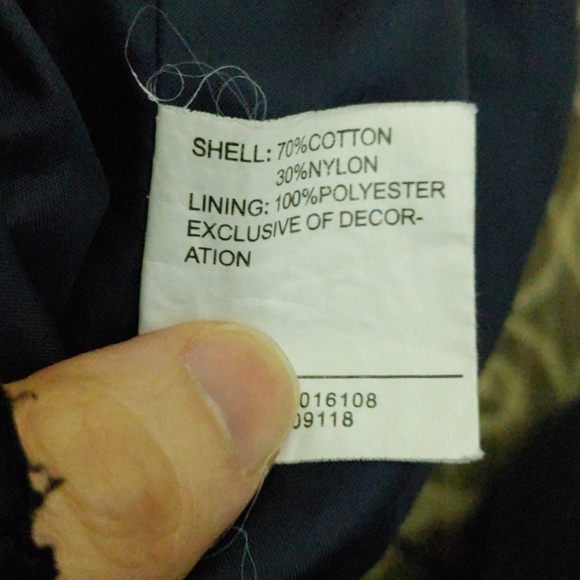 SHELL: 70%COTTON
30%NYLON
LINING: 100%POLYESTER
EXCLUSIVE OF DECOR-
ATION
016108
09118